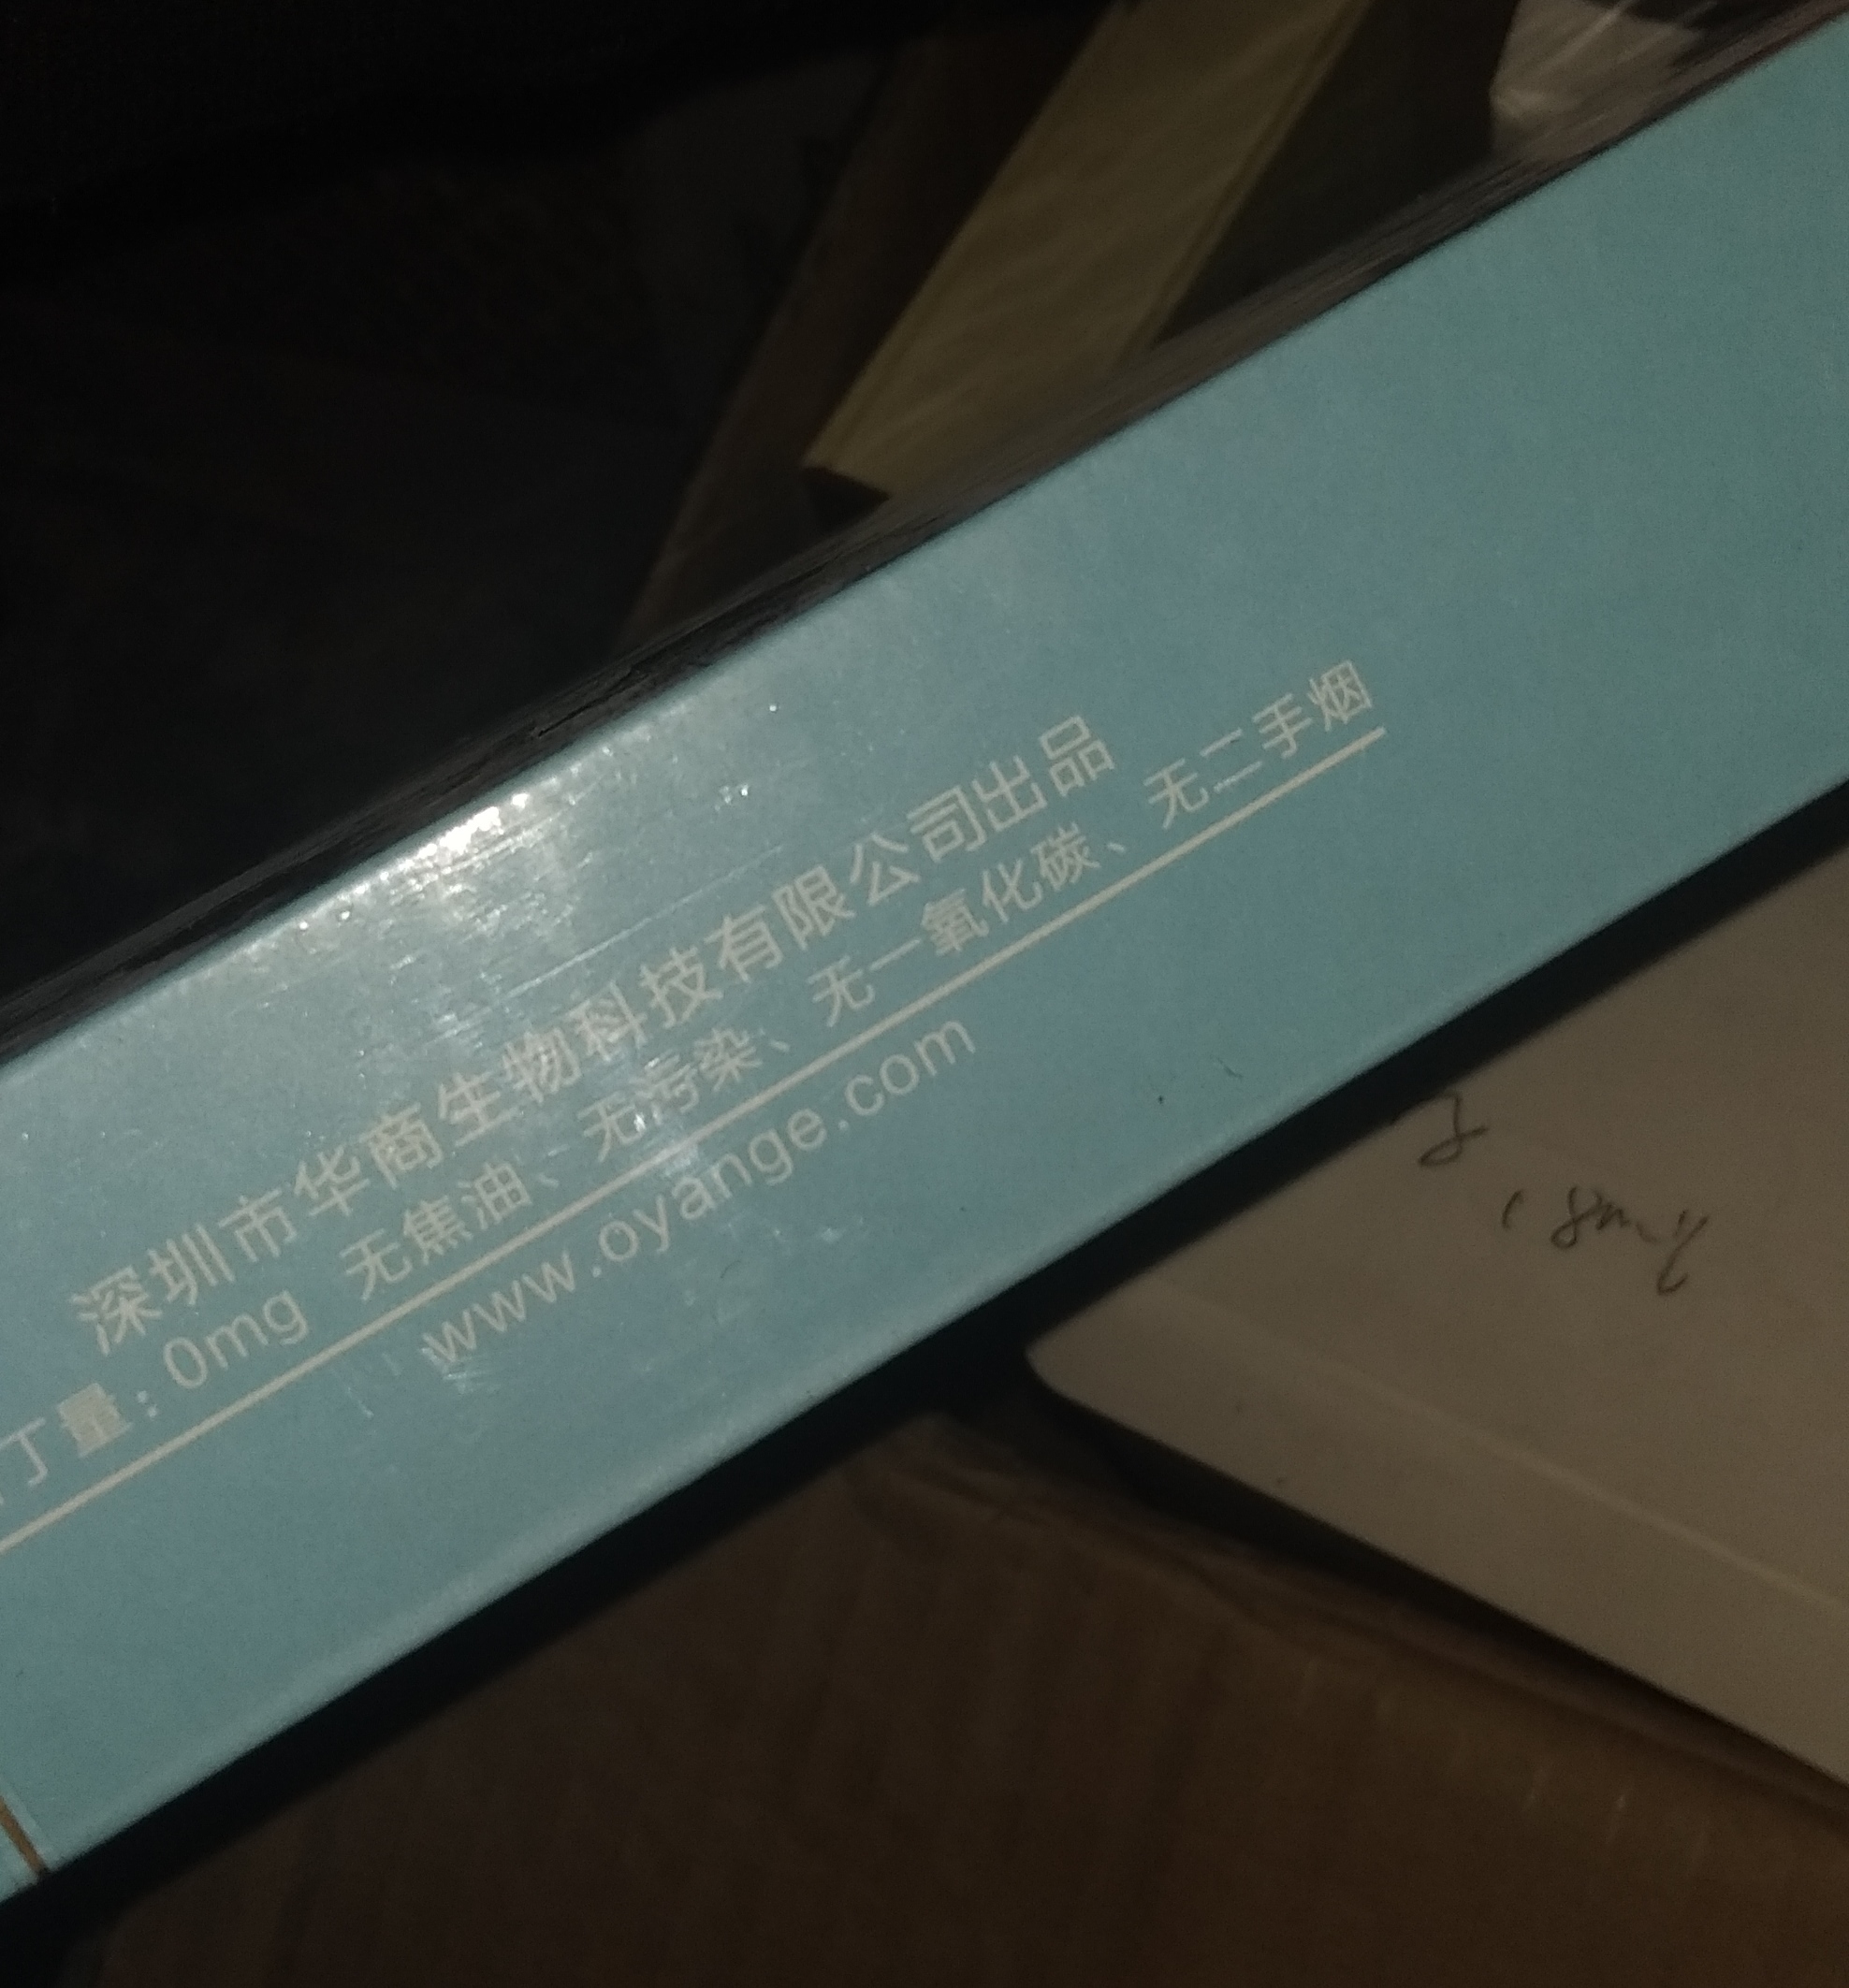 深圳市华商生物科技有限公司出品
丁量：0mg 无焦油、无污染、无一氧化碳、无二手烟
www.oyange.com